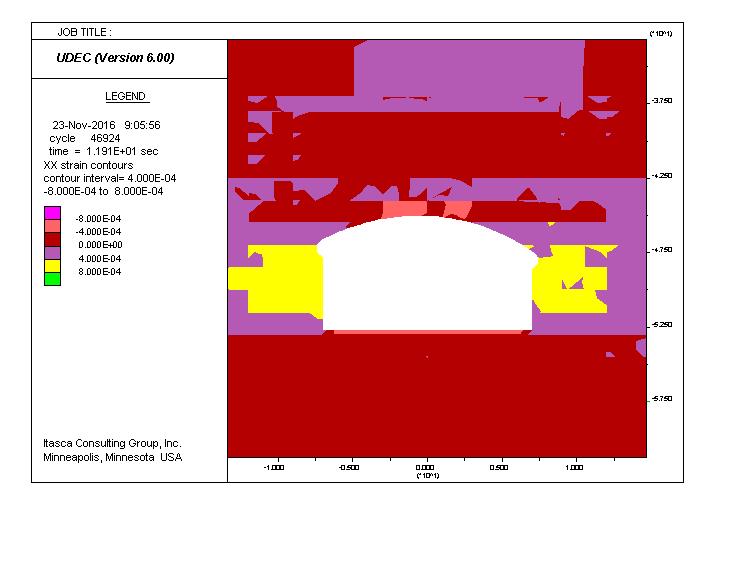 JOB TITLE :
UDEC (Version 6.00)
LEGEND
23-Nov-2016 9:05:56
cycle 46924
time = 1.191E+01 sec
XX strain contours
contour interval= 4.000E-04
-8.000E-04 to 8.000E-04
-8.000E-04
-4.000E-04
0.000E+00
4.000E-04
8.000E-04
Itasca Consulting Group, Inc.
Minneapolis, Minnesota USA
(*10^1)
-3.750
-4.250
-4.750
-5.250
-5.750
-1.000 -0.500 0.000 0.500 1.000
(*10^1)